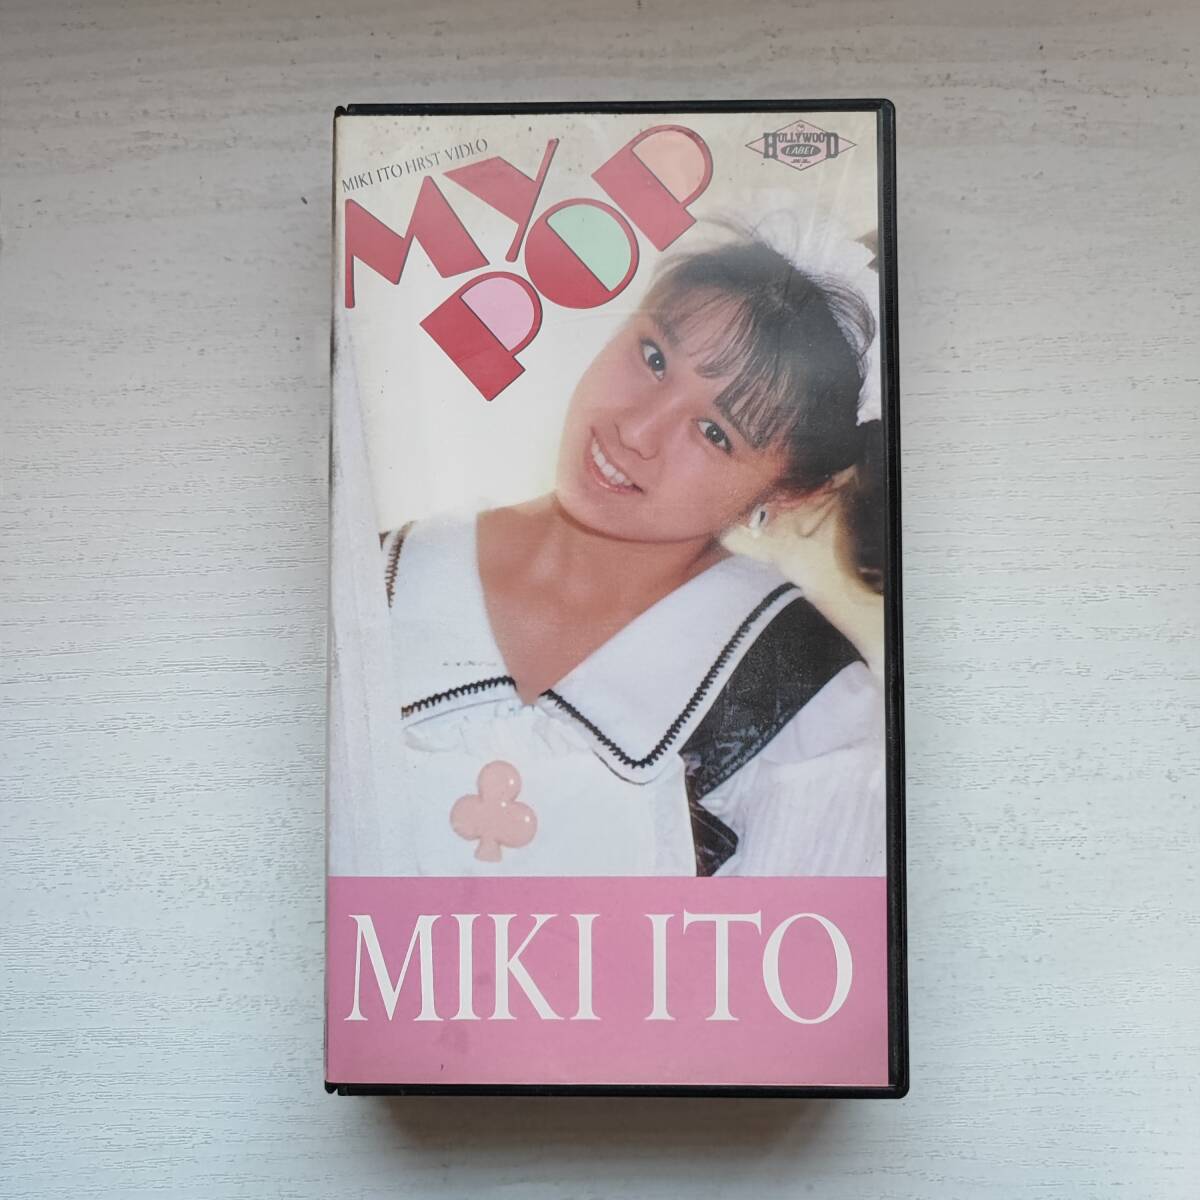 MIKI ITO FIRST VIDEO
MY
POP
HOLLYWOOD
LABEL
MIKI ITO